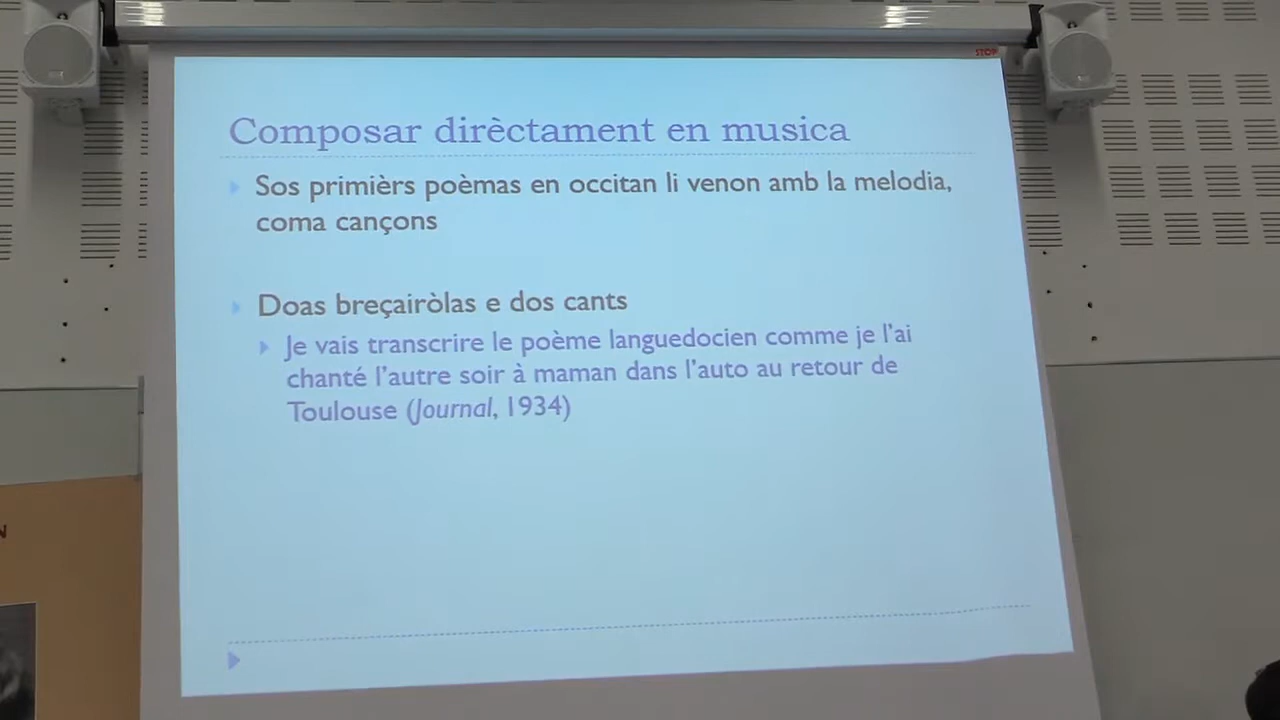 STOP
Composar dirèctament en musica
Sos primièrs poèmas en occitan li venon amb la melodia,
coma cançons
Doas breçairòlas e dos cants
Je vais transcrire le poème languedocien comme je l'ai
chanté l'autre soir à maman dans l'auto au retour de
Toulouse (Journal, 1934)
N